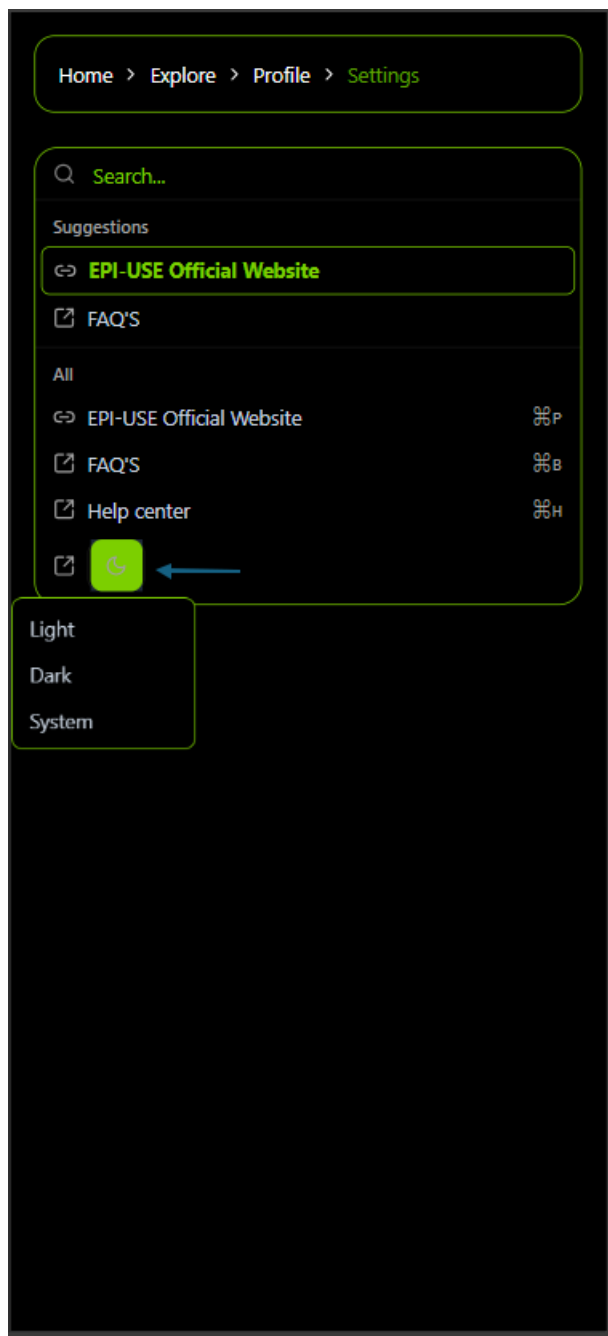 Home > Explore > Profile > Settings
Search...
Suggestions
EPI-USE Official Website
FAQ'S
All
EPI-USE Official Website ⌘P
FAQ'S ⌘B
Help center ⌘H
Light
Dark
System